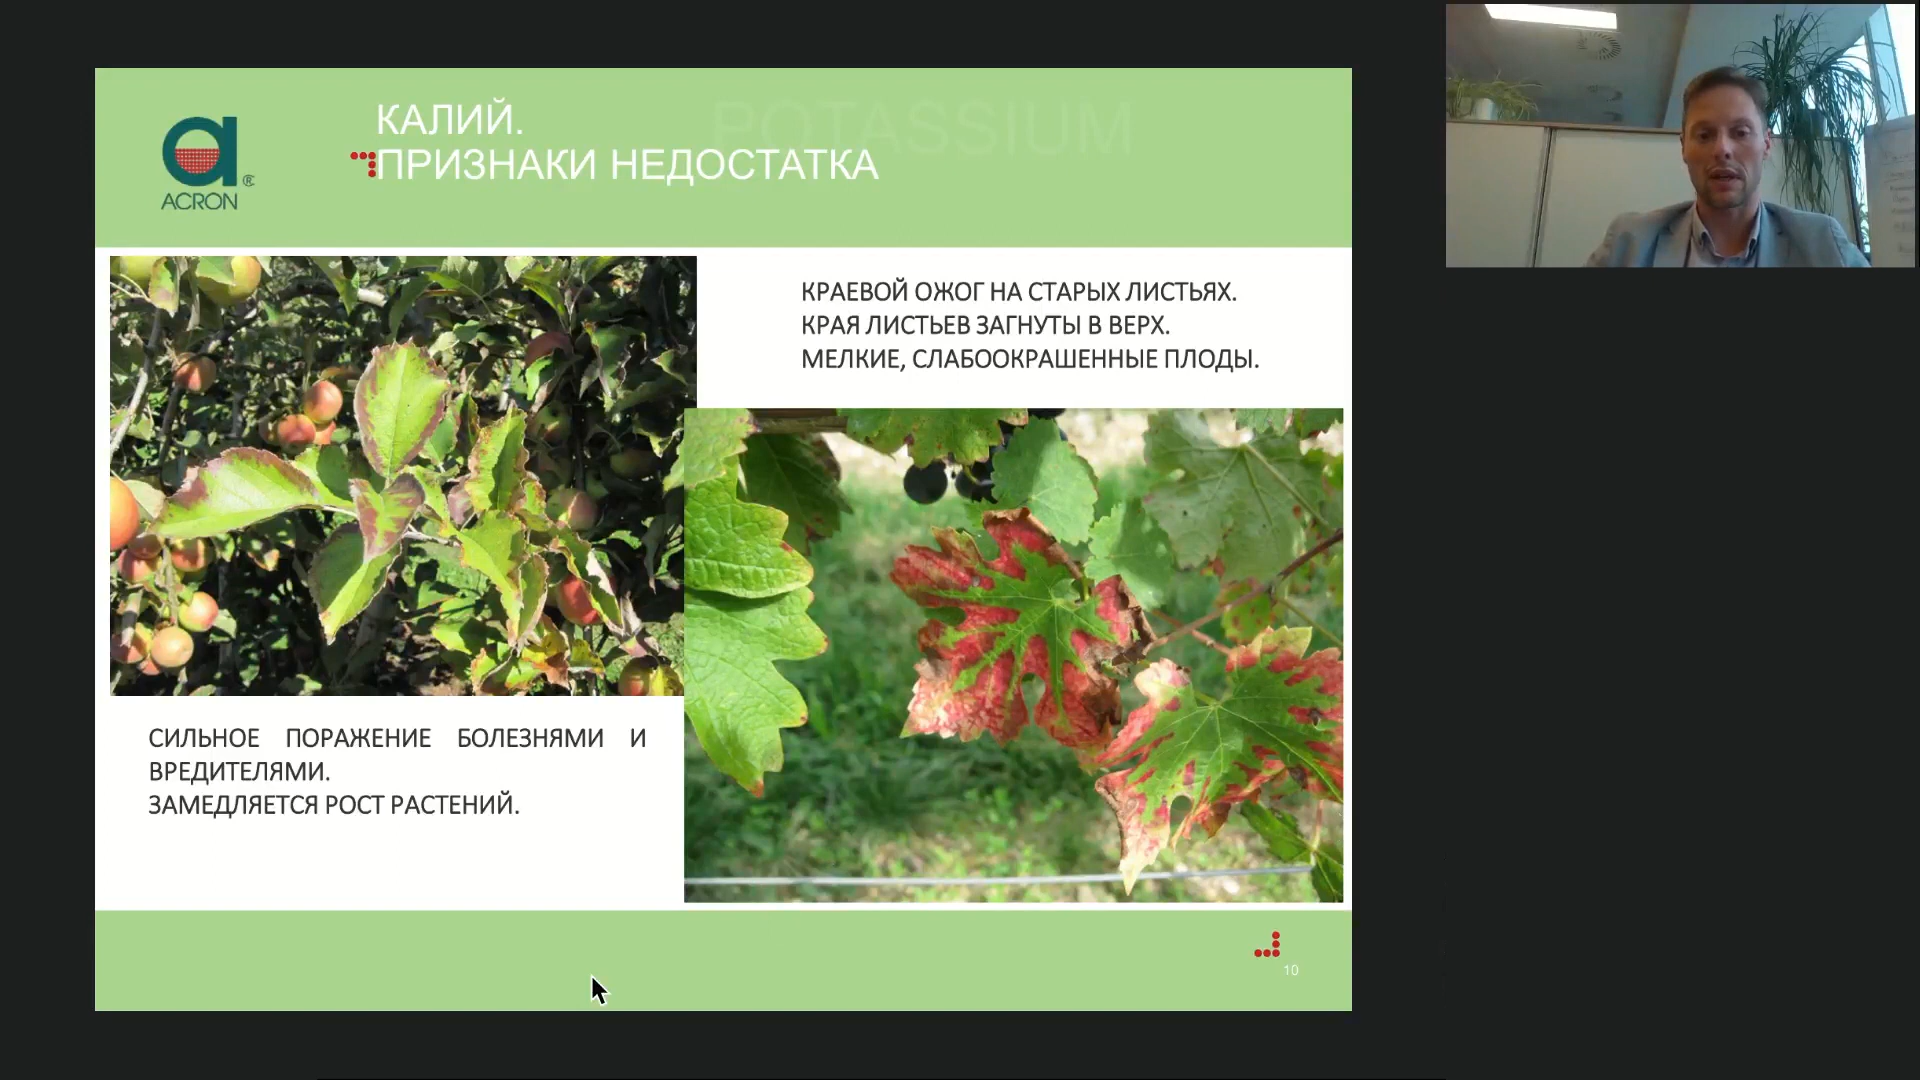 POTASSIUM
КАЛИЙ.
ПРИЗНАКИ НЕДОСТАТКА
ACRON
®
КРАЕВОЙ ОЖОГ НА СТАРЫХ ЛИСТЬЯХ.
КРАЯ ЛИСТЬЕВ ЗАГНУТЫ В ВЕРХ.
МЕЛКИЕ, СЛАБООКРАШЕННЫЕ ПЛОДЫ.
СИЛЬНОЕ ПОРАЖЕНИЕ БОЛЕЗНЯМИ И
ВРЕДИТЕЛЯМИ.
ЗАМЕДЛЯЕТСЯ РОСТ РАСТЕНИЙ.
10